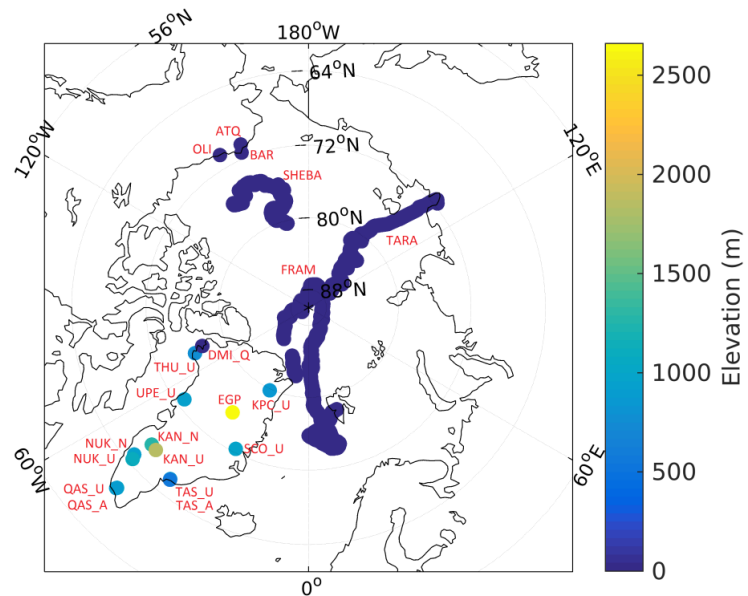 56°W
180°W
64°N
120°W
ATQ
72°N
120°E
OLI
BAR
SHEBA
80°N
TARA
FRAM
88°N
*
DMI_Q
THU_U
UPE_U
EGP
KPC_U
NUK_N
KAN_N
NUK_U
KAN_U
SCO_U
60°W
60°E
QAS_U
TAS_U
QAS_A
TAS_A
0°
2500
2000
1500
1000
500
0
Elevation (m)